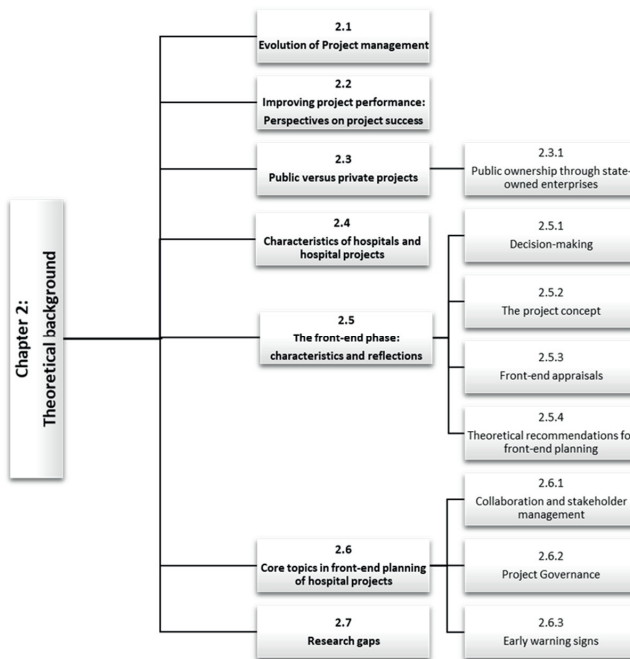 Chapter 2:
Theoretical background
2.1
Evolution of Project management
2.2
Improving project performance:
Perspectives on project success
2.3
Public versus private projects
2.3.1
Public ownership through state-
owned enterprises
2.4
Characteristics of hospitals and
hospital projects
2.5
The front-end phase:
characteristics and reflections
2.5.1
Decision-making
2.5.2
The project concept
2.5.3
Front-end appraisals
2.5.4
Theoretical recommendations fo
front-end planning
2.6
Core topics in front-end planning
of hospital projects
2.6.1
Collaboration and stakeholder
management
2.6.2
Project Governance
2.6.3
Early warning signs
2.7
Research gaps